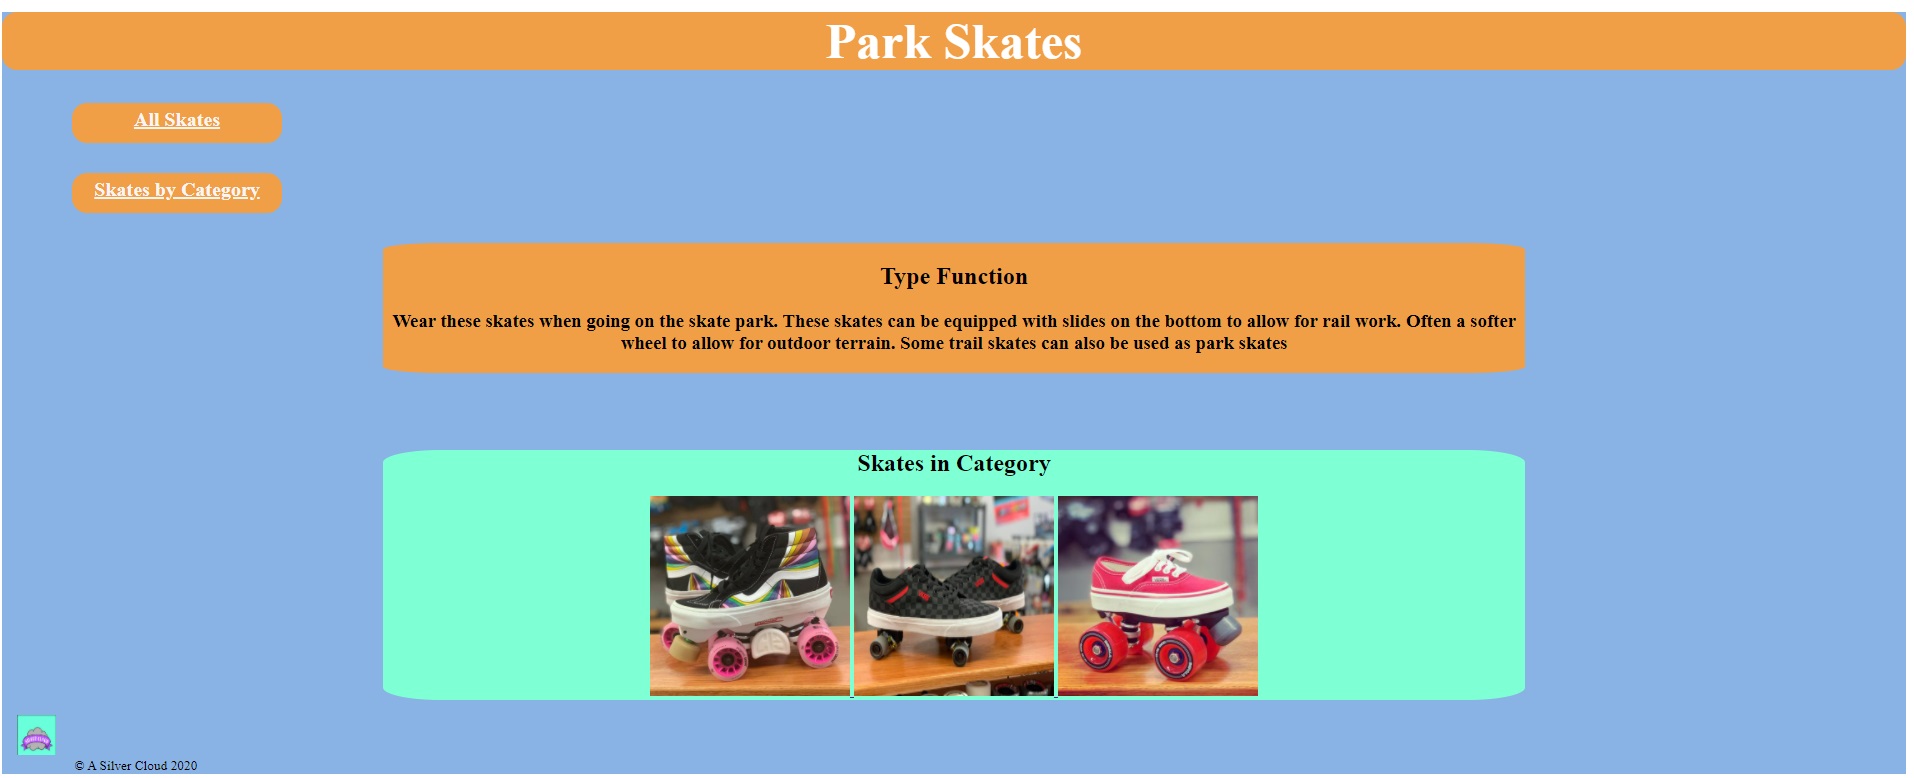 Park Skates
All Skates
Skates by Category
Type Function
Wear these skates when going on the skate park. These skates can be equipped with slides on the bottom to allow for rail work. Often a softer
wheel to allow for outdoor terrain. Some trail skates can also be used as park skates
Skates in Category
© A Silver Cloud 2020